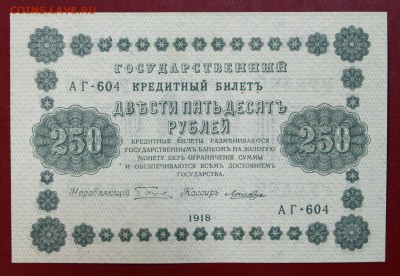 COINS.LAVE.RU
ГОСУДАРСТВЕННЫЙ
АГ-604 КРЕДИТНЫЙ БИЛЕТЪ
ДВѢСТИ ПЯТЬДЕСЯТЪ
РУБЛЕЙ
250 250
КРЕДИТНЫЕ БИЛЕТЫ РАЗМѢНИВАЮТСЯ
ГОСУДАРСТВЕННЫМЪ БАНКОМЪ НА ЗОЛОТУЮ
МОНЕТУ БЕЗЪ ОГРАНИЧЕНІЯ СУММЫ
И ОБЕЗПЕЧИВАЮТСЯ ВСѢМЪ ДОСТОЯНІЕМЪ
ГОСУДАРСТВА.
Управляющій Кассиръ
АГ-604
1918